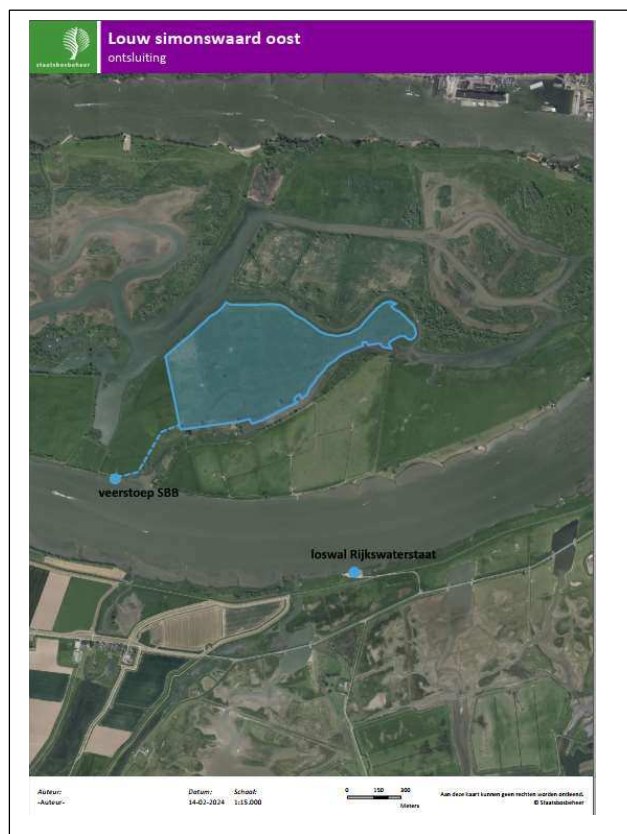 Louw simonswaard oost
ontsluiting
staatsbosbeheer
veerstoep SBB
loswal Rijkswaterstaat
Auteur:
-Auteur-
Datum:
14-02-2024
Schaal:
1:15.000
0 150 300
Meters
Aan deze kaart kunnen geen rechten worden ontleend.
© Staatsbosbeheer